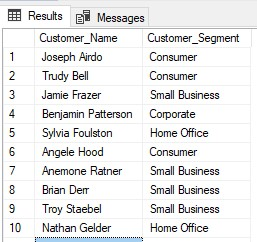 Results Messages
Customer_Name Customer_Segment
1 Joseph Airdo Consumer
2 Trudy Bell Consumer
3 Jamie Frazer Small Business
4 Benjamin Patterson Corporate
5 Sylvia Foulston Home Office
6 Angele Hood Consumer
7 Anemone Ratner Small Business
8 Brian Derr Small Business
9 Troy Staebel Small Business
10 Nathan Gelder Home Office